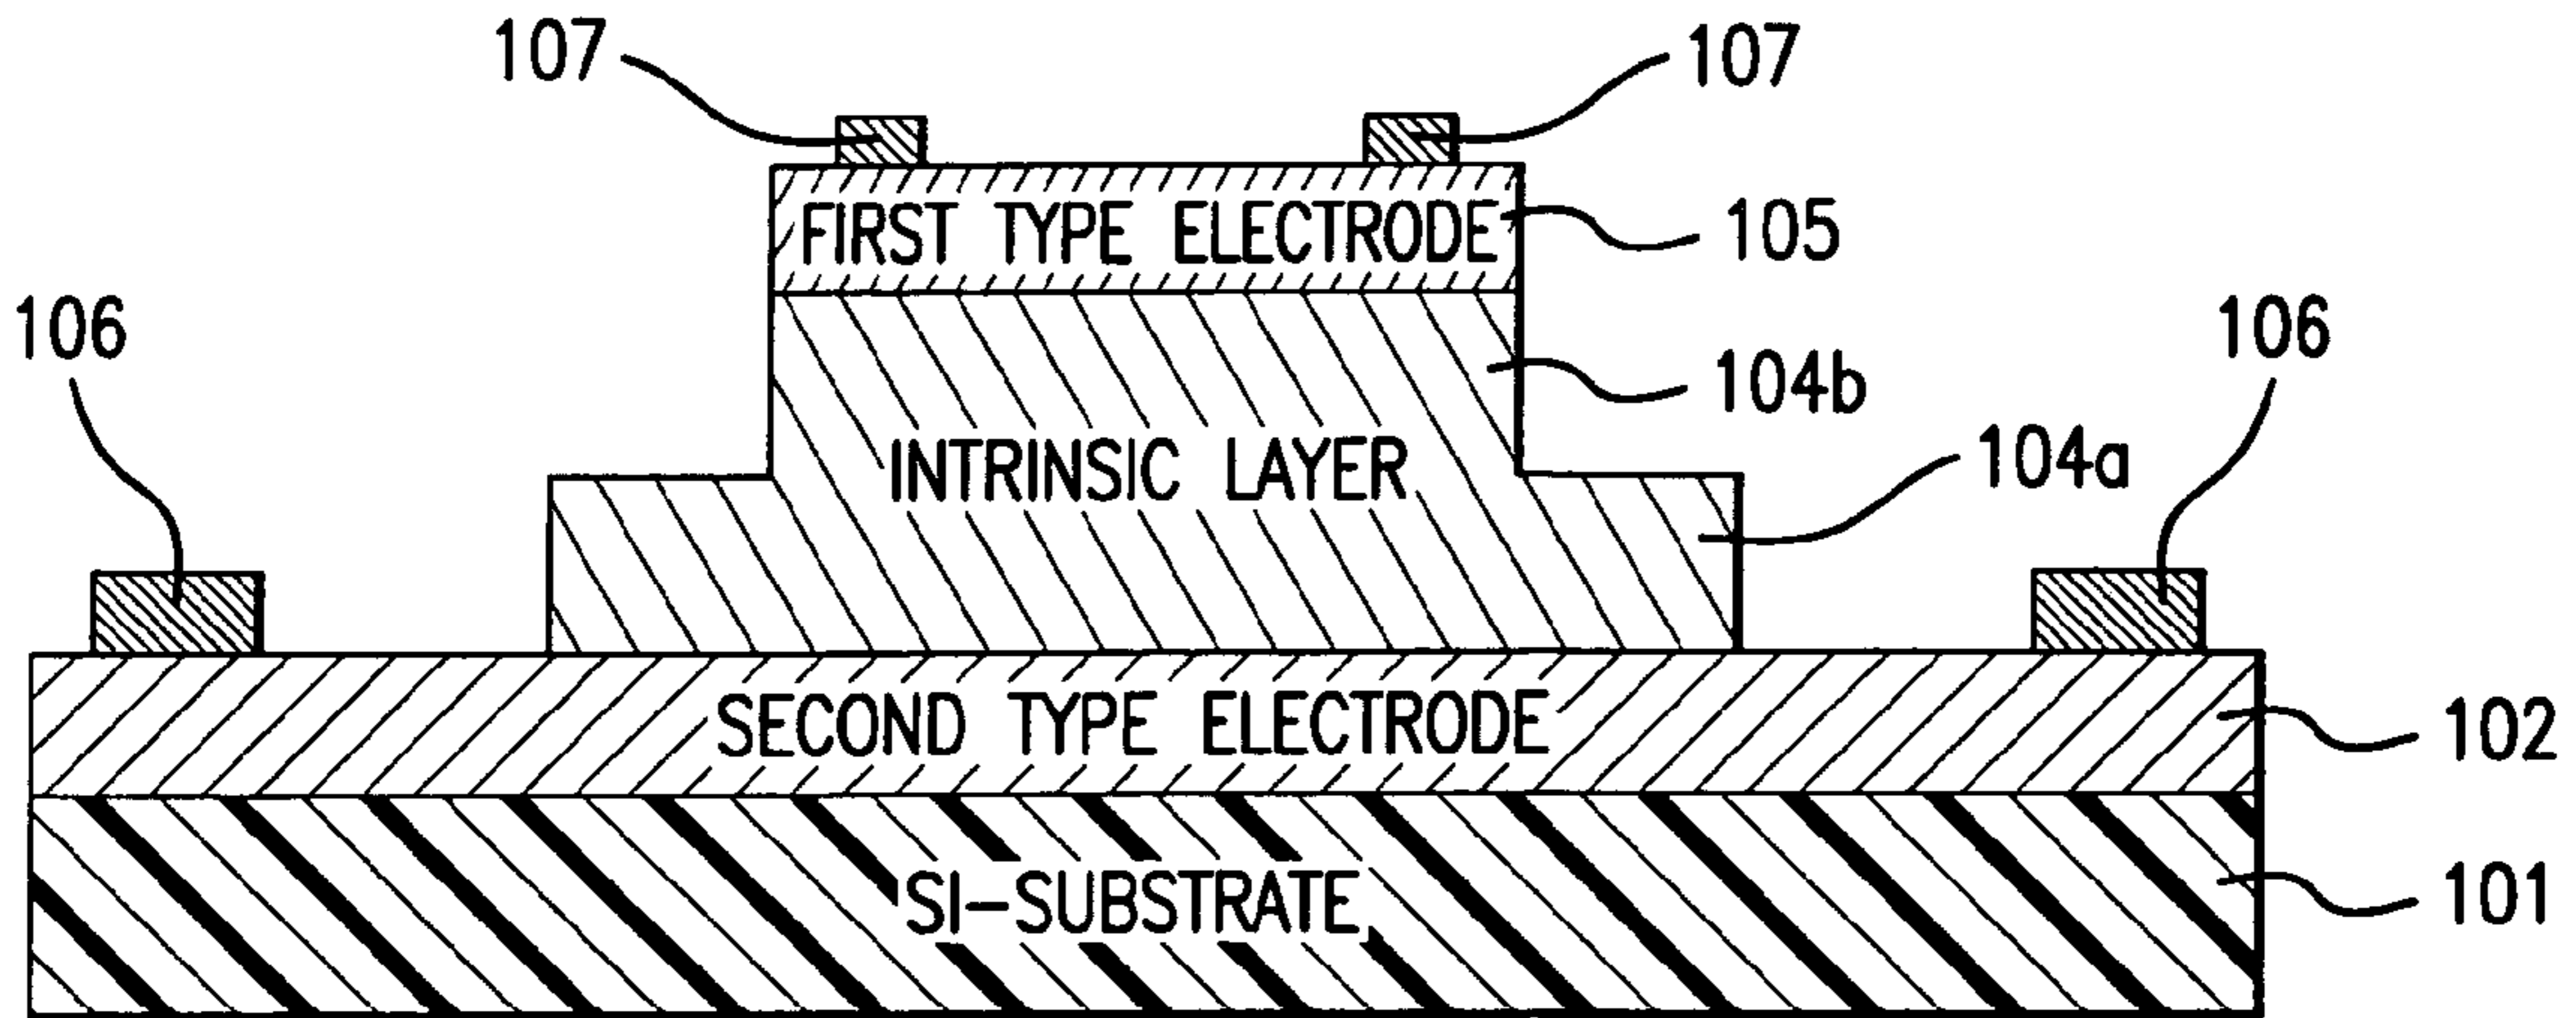 107
107
FIRST TYPE ELECTRODE
105
106
106
104b
INTRINSIC LAYER
104a
SECOND TYPE ELECTRODE
102
SI-SUBSTRATE
101